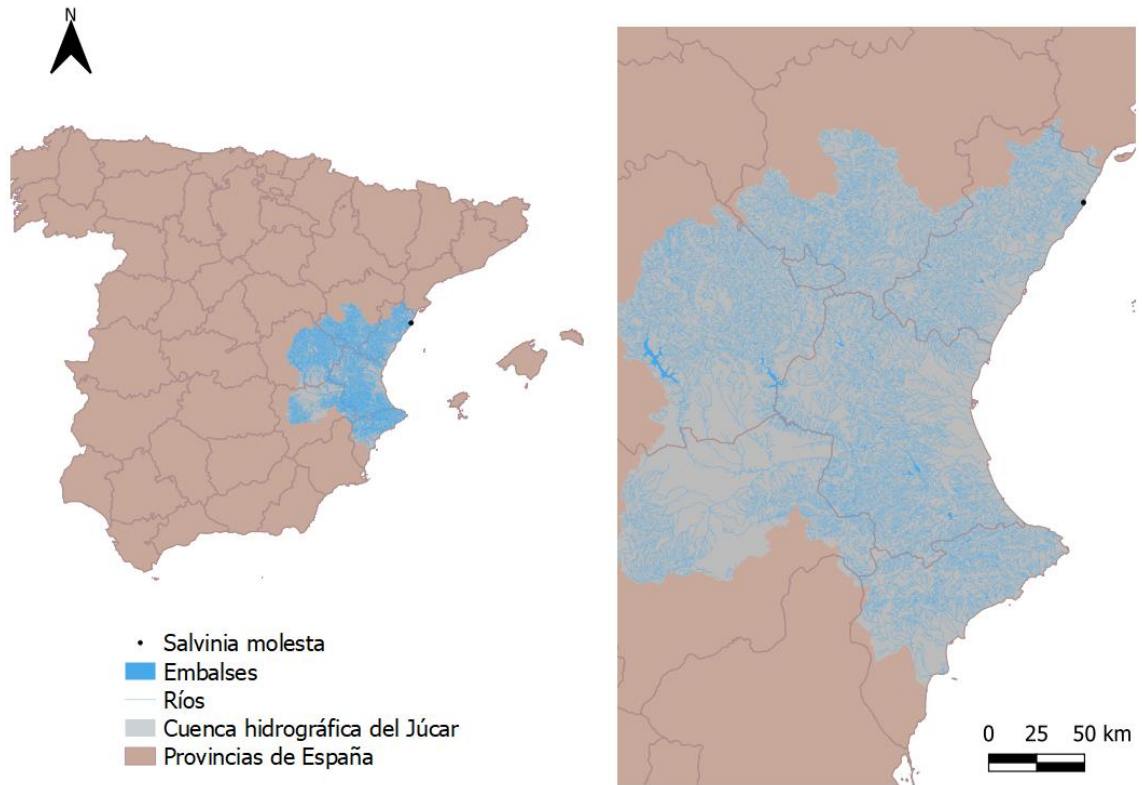 N
Salvinia molesta
Embalses
Ríos
Cuenca hidrográfica del Júcar
Provincias de España
0 25 50 km